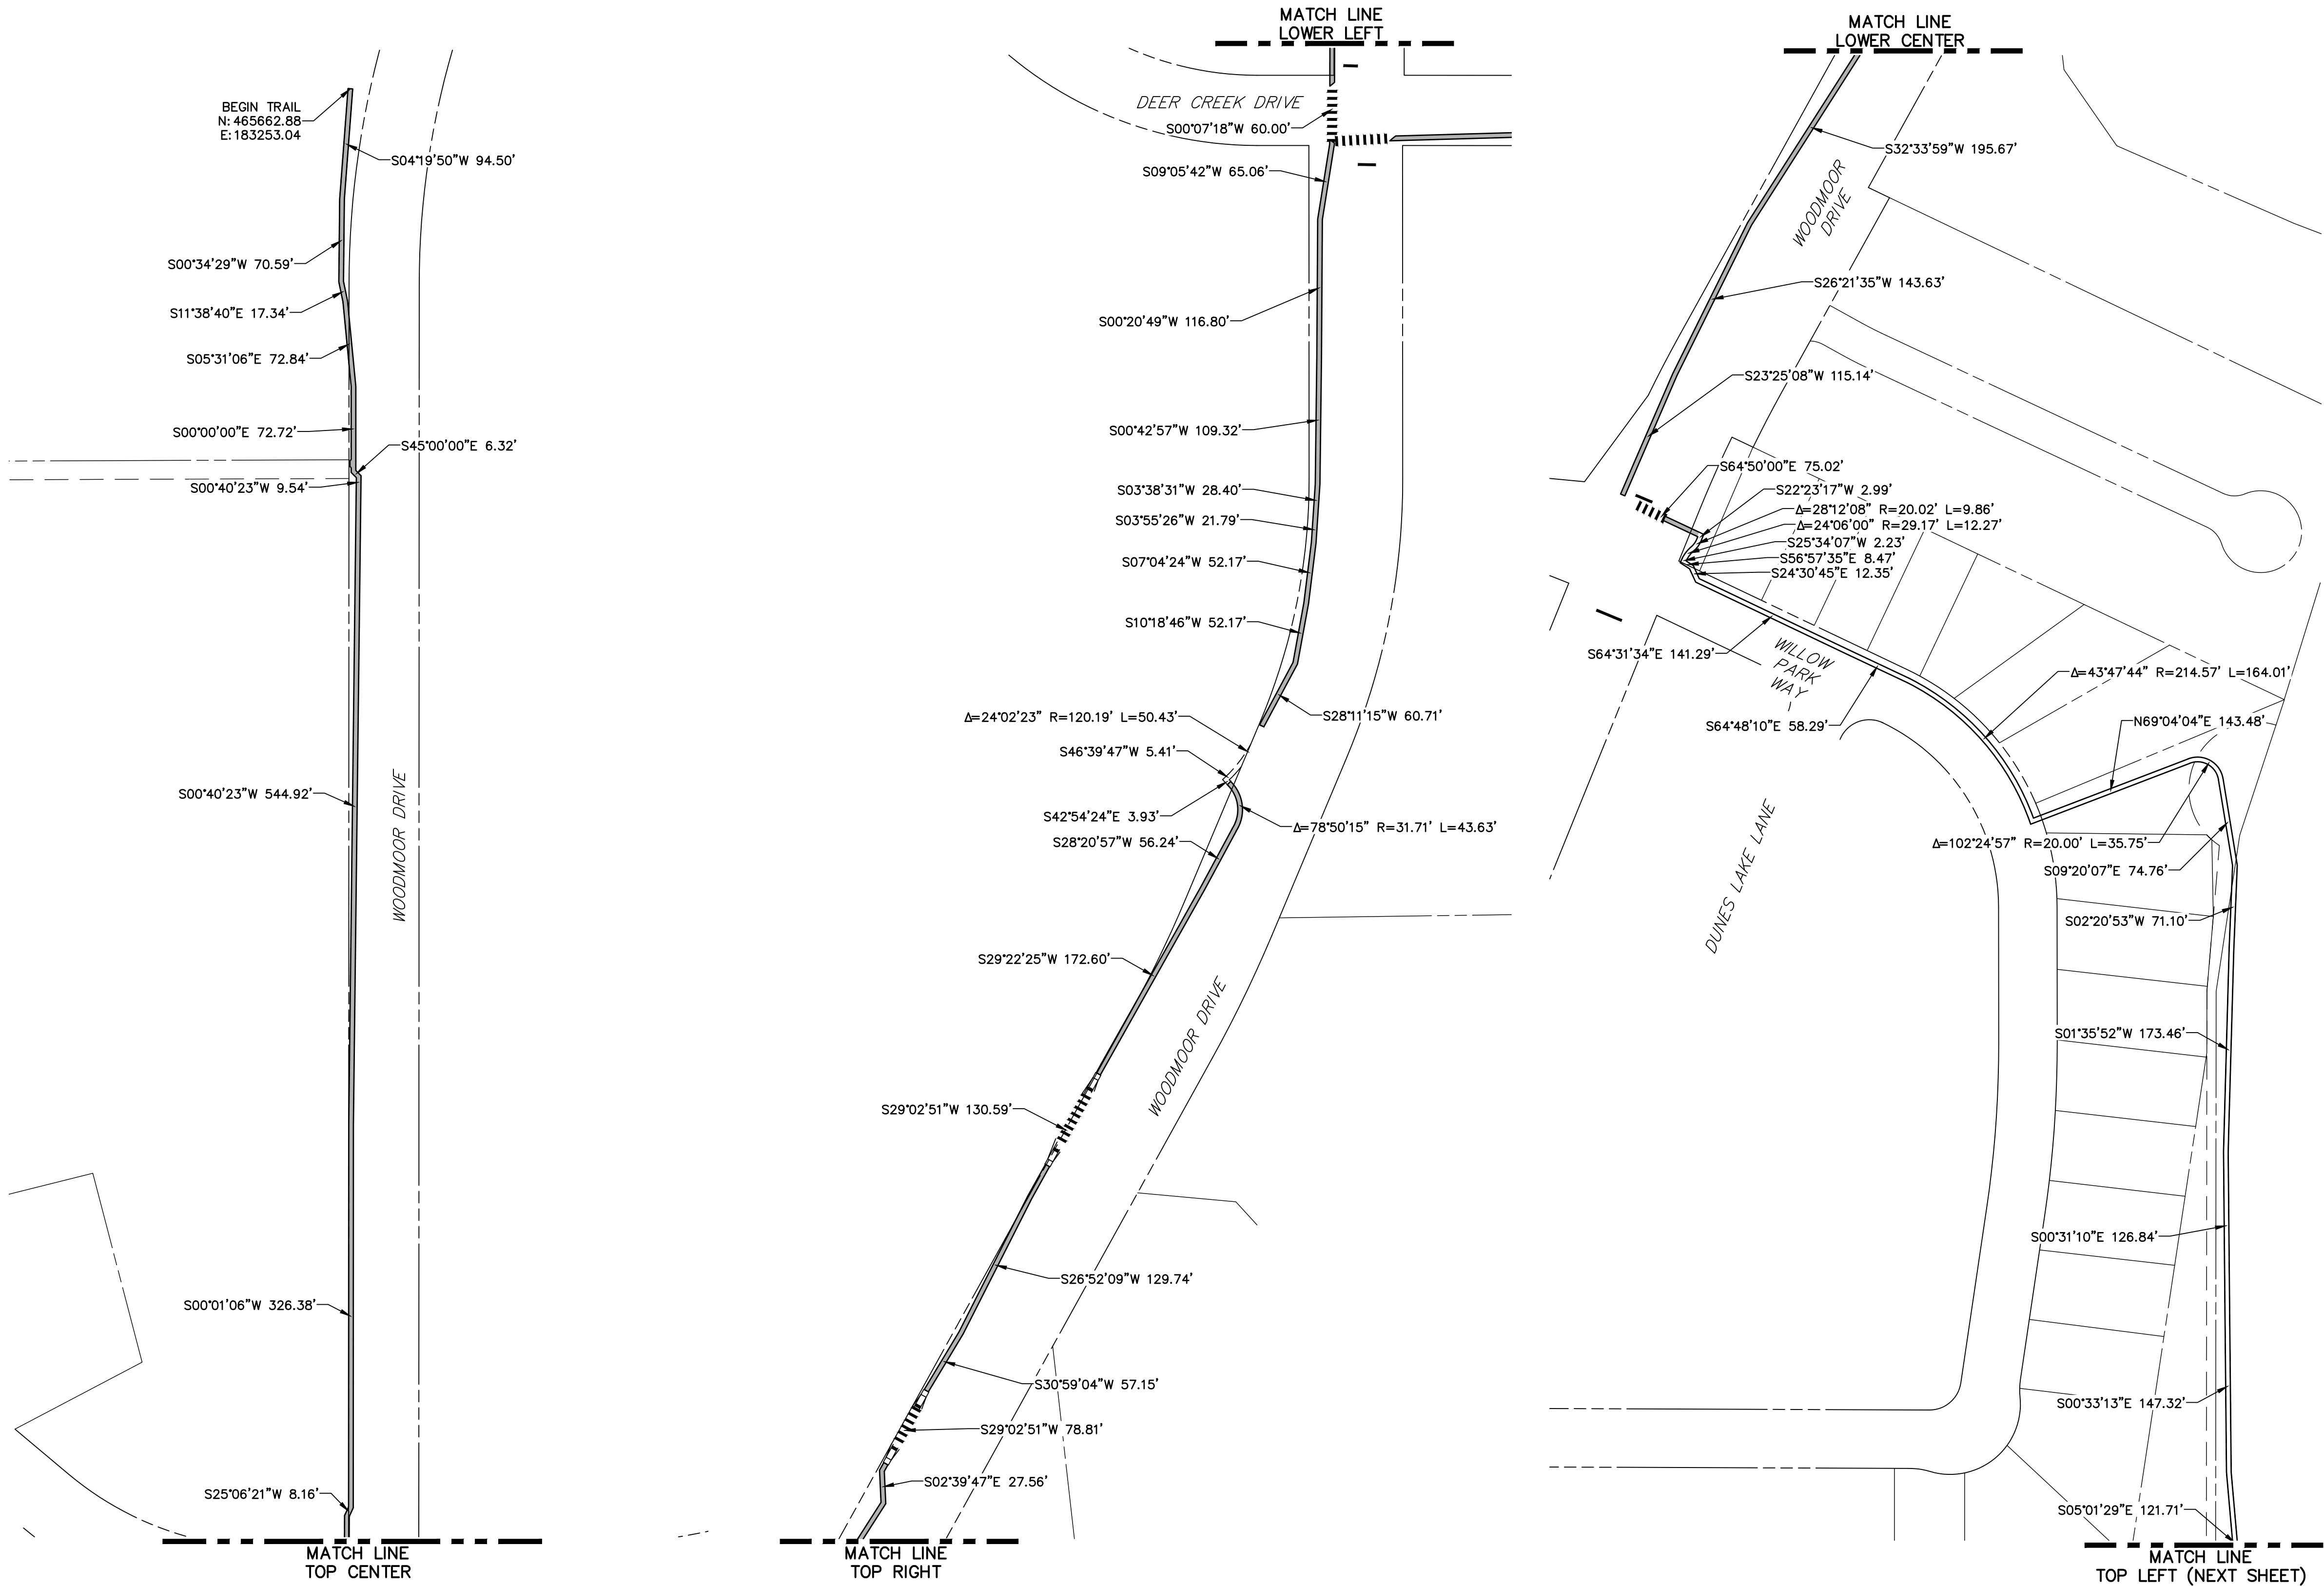 BEGIN TRAIL
N:465662.88
E:183253.04
S04°19'50"W 94.50'
S00°34'29"W 70.59'
S11°38'40"E 17.34'
S05°31'06"E 72.84'
S00°00'00"E 72.72'
S45°00'00"E 6.32'
S00°40'23"W 9.54'
S00°40'23"W 544.92'
WOODMOOR DRIVE
S00°01'06"W 326.38'
S25°06'21"W 8.16'
MATCH LINE
TOP CENTER
MATCH LINE
LOWER LEFT
DEER CREEK DRIVE
S00°07'18"W 60.00'
S09°05'42"W 65.06'
S00°20'49"W 116.80'
S00°42'57"W 109.32'
S03°38'31"W 28.40'
S03°55'26"W 21.79'
S07°04'24"W 52.17'
S10°18'46"W 52.17'
S28°11'15"W 60.71'
Δ=24°02'23" R=120.19' L=50.43'
S46°39'47"W 5.41'
S42°54'24"E 3.93'
Δ=78°50'15" R=31.71' L=43.63'
S28°20'57"W 56.24'
S29°22'25"W 172.60'
WOODMOOR DRIVE
S29°02'51"W 130.59'
S26°52'09"W 129.74'
S30°59'04"W 57.15'
S29°02'51"W 78.81'
S02°39'47"E 27.56'
MATCH LINE
TOP RIGHT
MATCH LINE
LOWER CENTER
S32°33'59"W 195.67'
WOODMOOR
DRIVE
S26°21'35"W 143.63'
S23°25'08"W 115.14'
S64°50'00"E 75.02'
S22°23'17"W 2.99'
Δ=28°12'08" R=20.02' L=9.86'
Δ=24°06'00" R=29.17' L=12.27'
S25°34'07"W 2.23'
S56°57'35"E 8.47'
S24°30'45"E 12.35'
S64°31'34"E 141.29'
WILLOW
PARK
WAY
Δ=43°47'44" R=214.57' L=164.01'
S64°48'10"E 58.29'
N69°04'04"E 143.48'
DUNES LAKE LANE
Δ=102°24'57" R=20.00' L=35.75'
S09°20'07"E 74.76'
S02°20'53"W 71.10'
S01°35'52"W 173.46'
S00°31'10"E 126.84'
S00°33'13"E 147.32'
S05°01'29"E 121.71'
MATCH LINE
TOP LEFT (NEXT SHEET)